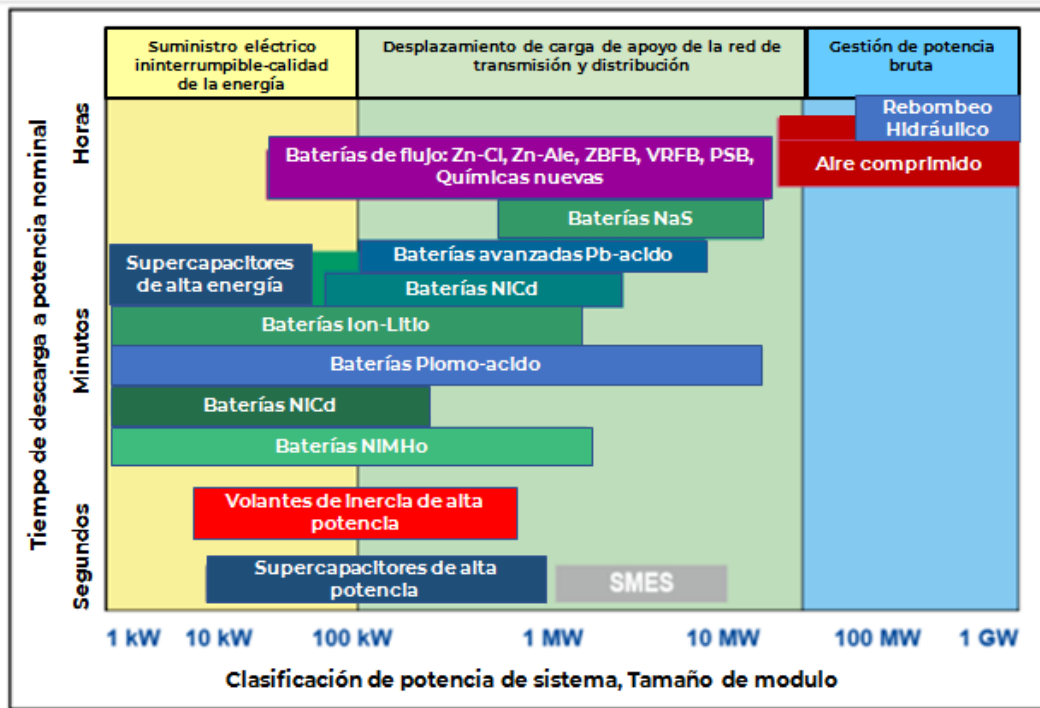 Suministro eléctrico
ininterrumpible-calidad
de la energía
Desplazamiento de carga de apoyo de la red de
transmisión y distribución
Gestión de potencia
bruta
Tiempo de descarga a potencia nominal
Horas
Minutos
Segundos
Rebombeo
Hidráulico
Aire comprimido
Baterías de flujo: Zn-Cl, Zn-Aie, ZBFB, VRFB, PSB,
Químicas nuevas
Baterías NaS
Baterías avanzadas Pb-acido
Supercapacitores
de alta energía
Baterías NiCd
Baterías Ion-Litio
Baterías Plomo-acido
Baterías NiCd
Baterías NiMHo
Volantes de Inercia de alta
potencia
Supercapacitores de alta
potencia
SMES
1 kW 10 kW 100 kW 1 MW 10 MW 100 MW 1 GW
Clasificación de potencia de sistema, Tamaño de modulo